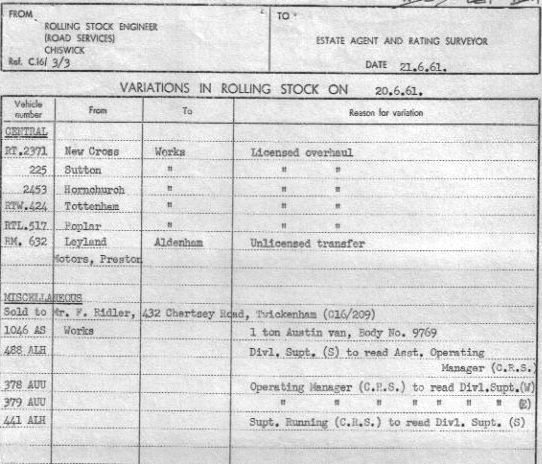 FROM
ROLLING STOCK ENGINEER
(ROAD SERVICES)
CHISWICK
Ref. C.16/ 3/3
TO
ESTATE AGENT AND RATING SURVEYOR
DATE 21.6.61.
VARIATIONS IN ROLLING STOCK ON 20.6.61.
Vehicle number From To Reason for variation
CENTRAL
RT.2371 New Cross Works Licensed overhaul
225 Sutton " " "
2453 Hornchurch " " "
RTW.424 Tottenham " " "
RTL.517 Poplar " " "
RM. 632 Leyland Aldenham Unlicensed transfer
Motors, Preston
MISCELLANEOUS
Sold to Mr. F. Ridler, 432 Chertsey Road, Twickenham (C16/209)
1046 AS Works 1 ton Austin van, Body No. 9769
488 ALH Divl. Supt. (S) to read Asst. Operating
Manager (C.R.S.)
378 AUU Operating Manager (C.R.S.) to read Divl.Supt.(W)
379 AUU " " " " " " (E)
441 ALH Supt. Running (C.R.S.) to read Divl. Supt. (S)